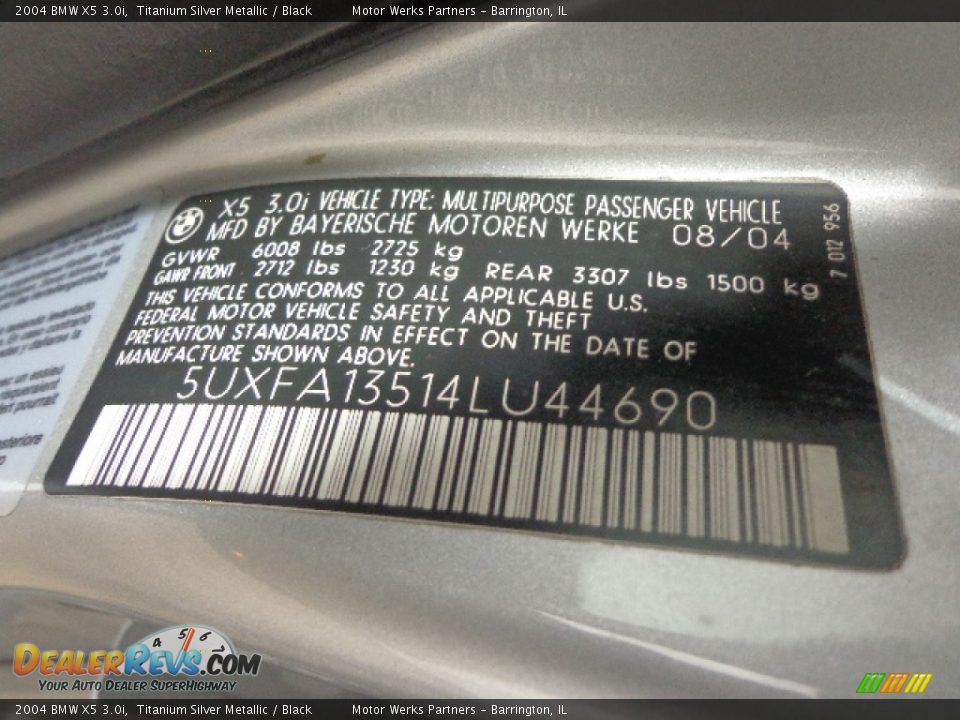 2004 BMW X5 3.0i, Titanium Silver Metallic / Black Motor Werks Partners - Barrington, IL
X5 3.0i VEHICLE TYPE: MULTIPURPOSE PASSENGER VEHICLE
MFD BY BAYERISCHE MOTOREN WERKE 08/04
GVWR 6008 lbs 2725 kg
GAWR FRONT 2712 lbs 1230 kg REAR 3307 lbs 1500 kg
THIS VEHICLE CONFORMS TO ALL APPLICABLE U.S.
FEDERAL MOTOR VEHICLE SAFETY AND THEFT
PREVENTION STANDARDS IN EFFECT ON THE DATE OF
MANUFACTURE SHOWN ABOVE.
5UXFA13514LU44690
7 012 956
4 5 6 7
DEALERREVS.COM
YOUR AUTO DEALER SUPERHIGHWAY
2004 BMW X5 3.0i, Titanium Silver Metallic / Black Motor Werks Partners - Barrington, IL